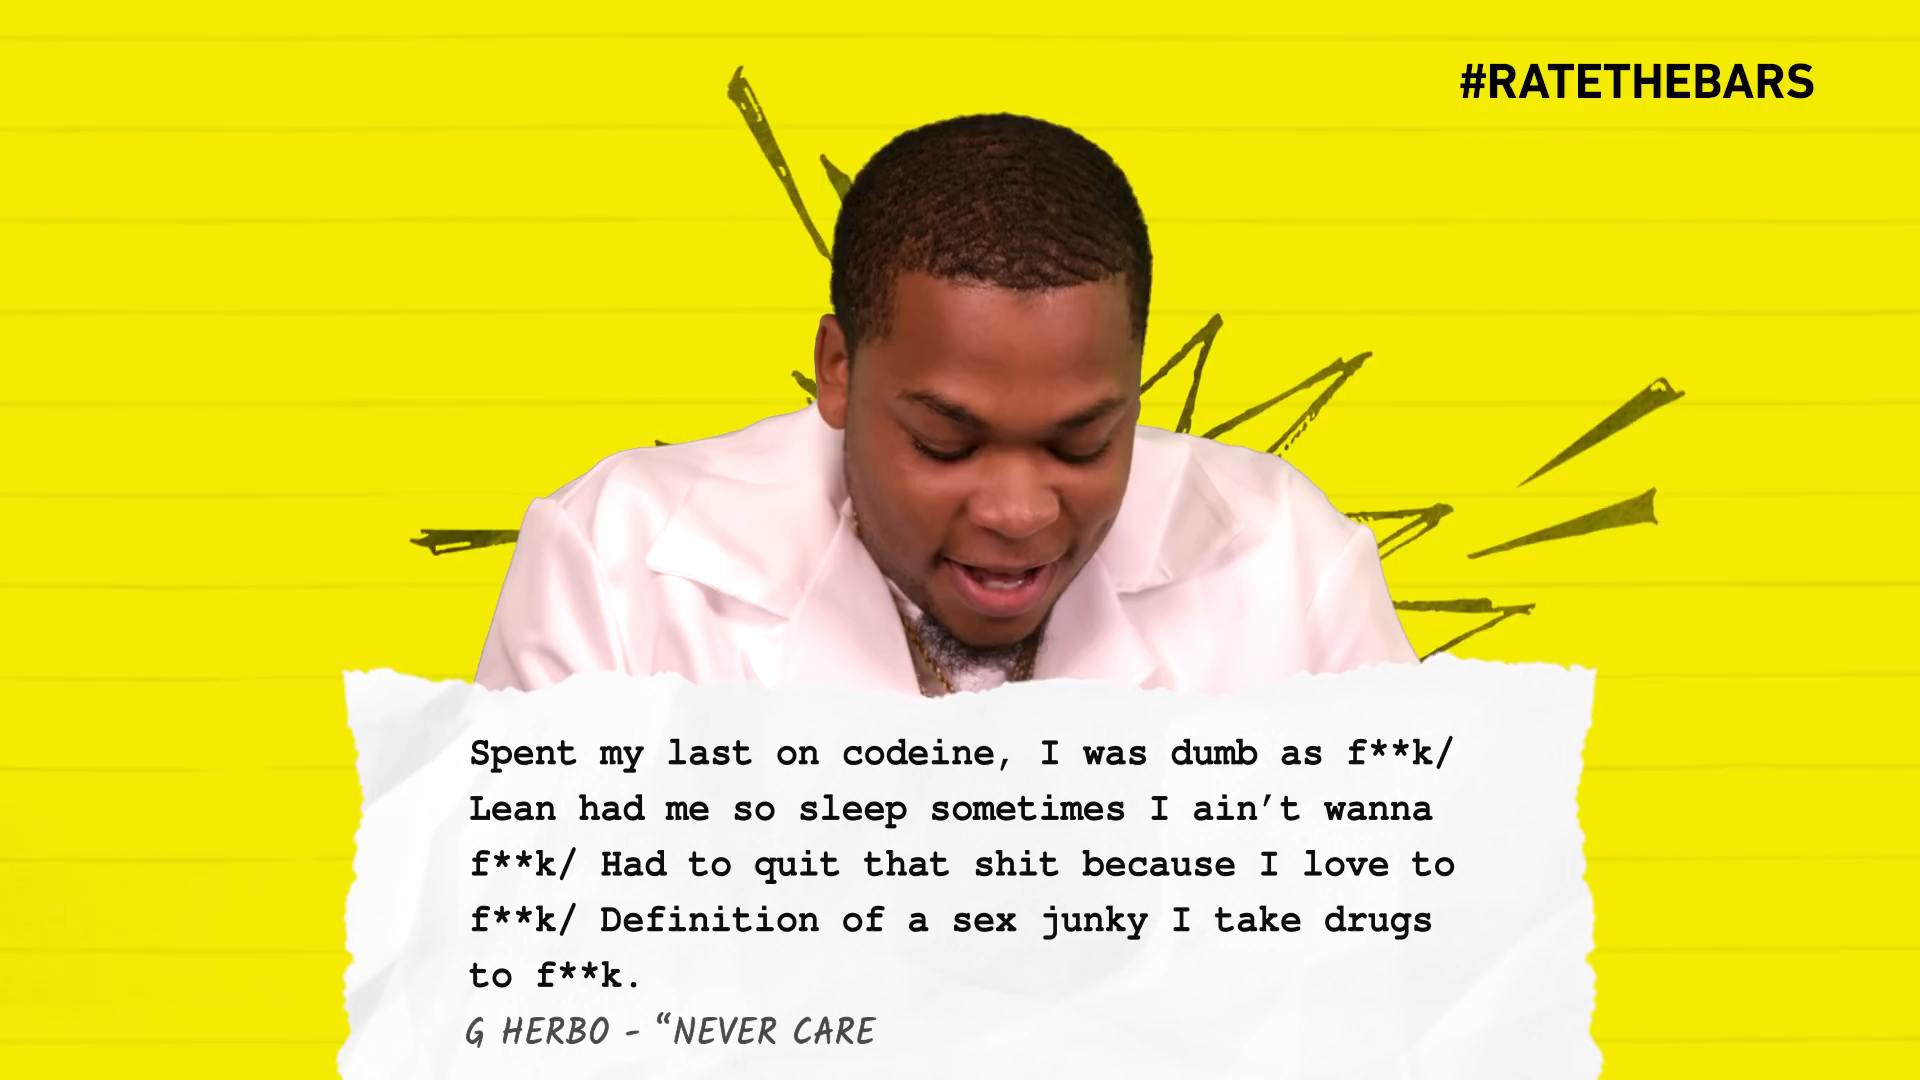 #RATETHEBARS
Spent my last on codeine, I was dumb as f**k/
Lean had me so sleep sometimes I ain’t wanna
f**k/ Had to quit that shit because I love to
f**k/ Definition of a sex junky I take drugs
to f**k.
G HERBO - “NEVER CARE